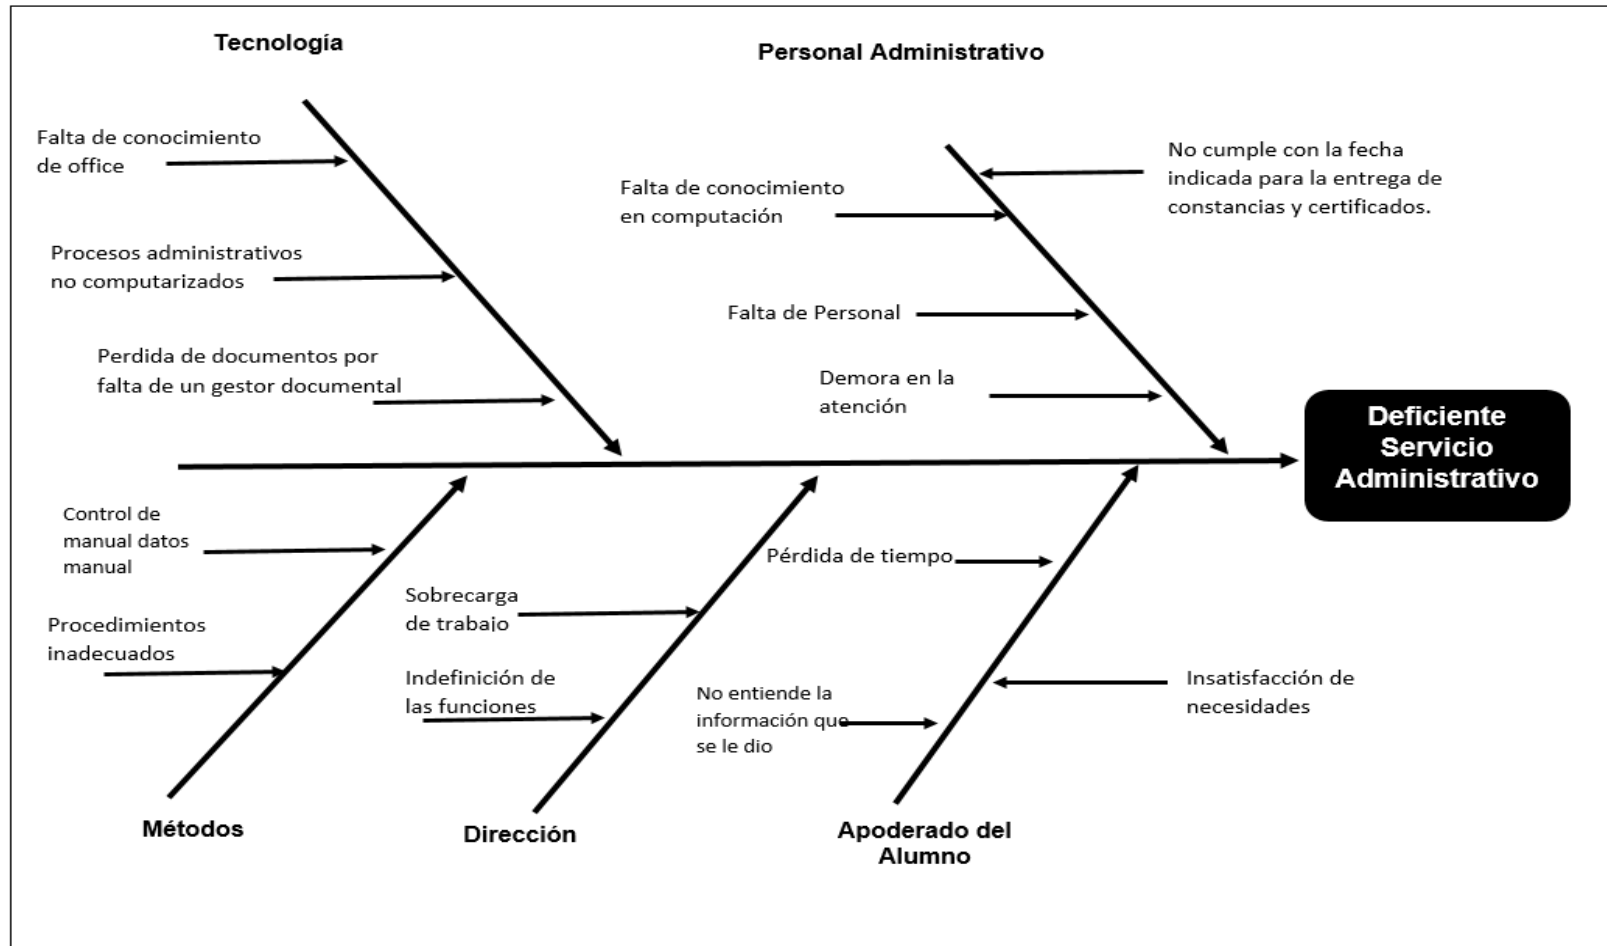 Tecnología
Personal Administrativo
Falta de conocimiento
de office
No cumple con la fecha
indicada para la entrega de
constancias y certificados.
Falta de conocimiento
en computación
Procesos administrativos
no computarizados
Falta de Personal
Perdida de documentos por
falta de un gestor documental
Demora en la
atención
Deficiente
Servicio
Administrativo
Control de
manual datos
manual
Pérdida de tiempo
Sobrecarga
de trabajo
Procedimientos
inadecuados
Indefinición de
las funciones
No entiende la
información que
se le dio
Insatisfacción de
necesidades
Métodos
Dirección
Apoderado del
Alumno